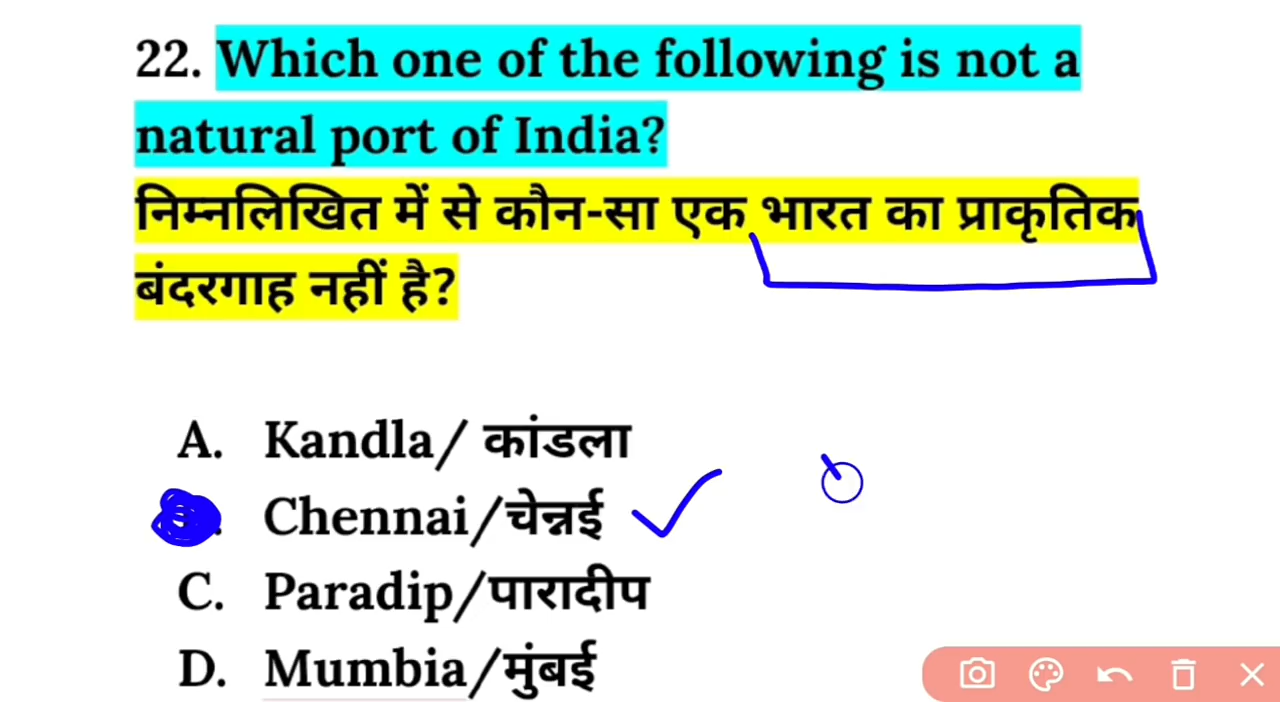 22. Which one of the following is not a
natural port of India?
निम्नलिखित में से कौन-सा एक भारत का प्राकृतिक
बंदरगाह नहीं है?
A. Kandla/ कांडला
Chennai/चेन्नई
C. Paradip/पारादीप
D. Mumbia/मुंबई